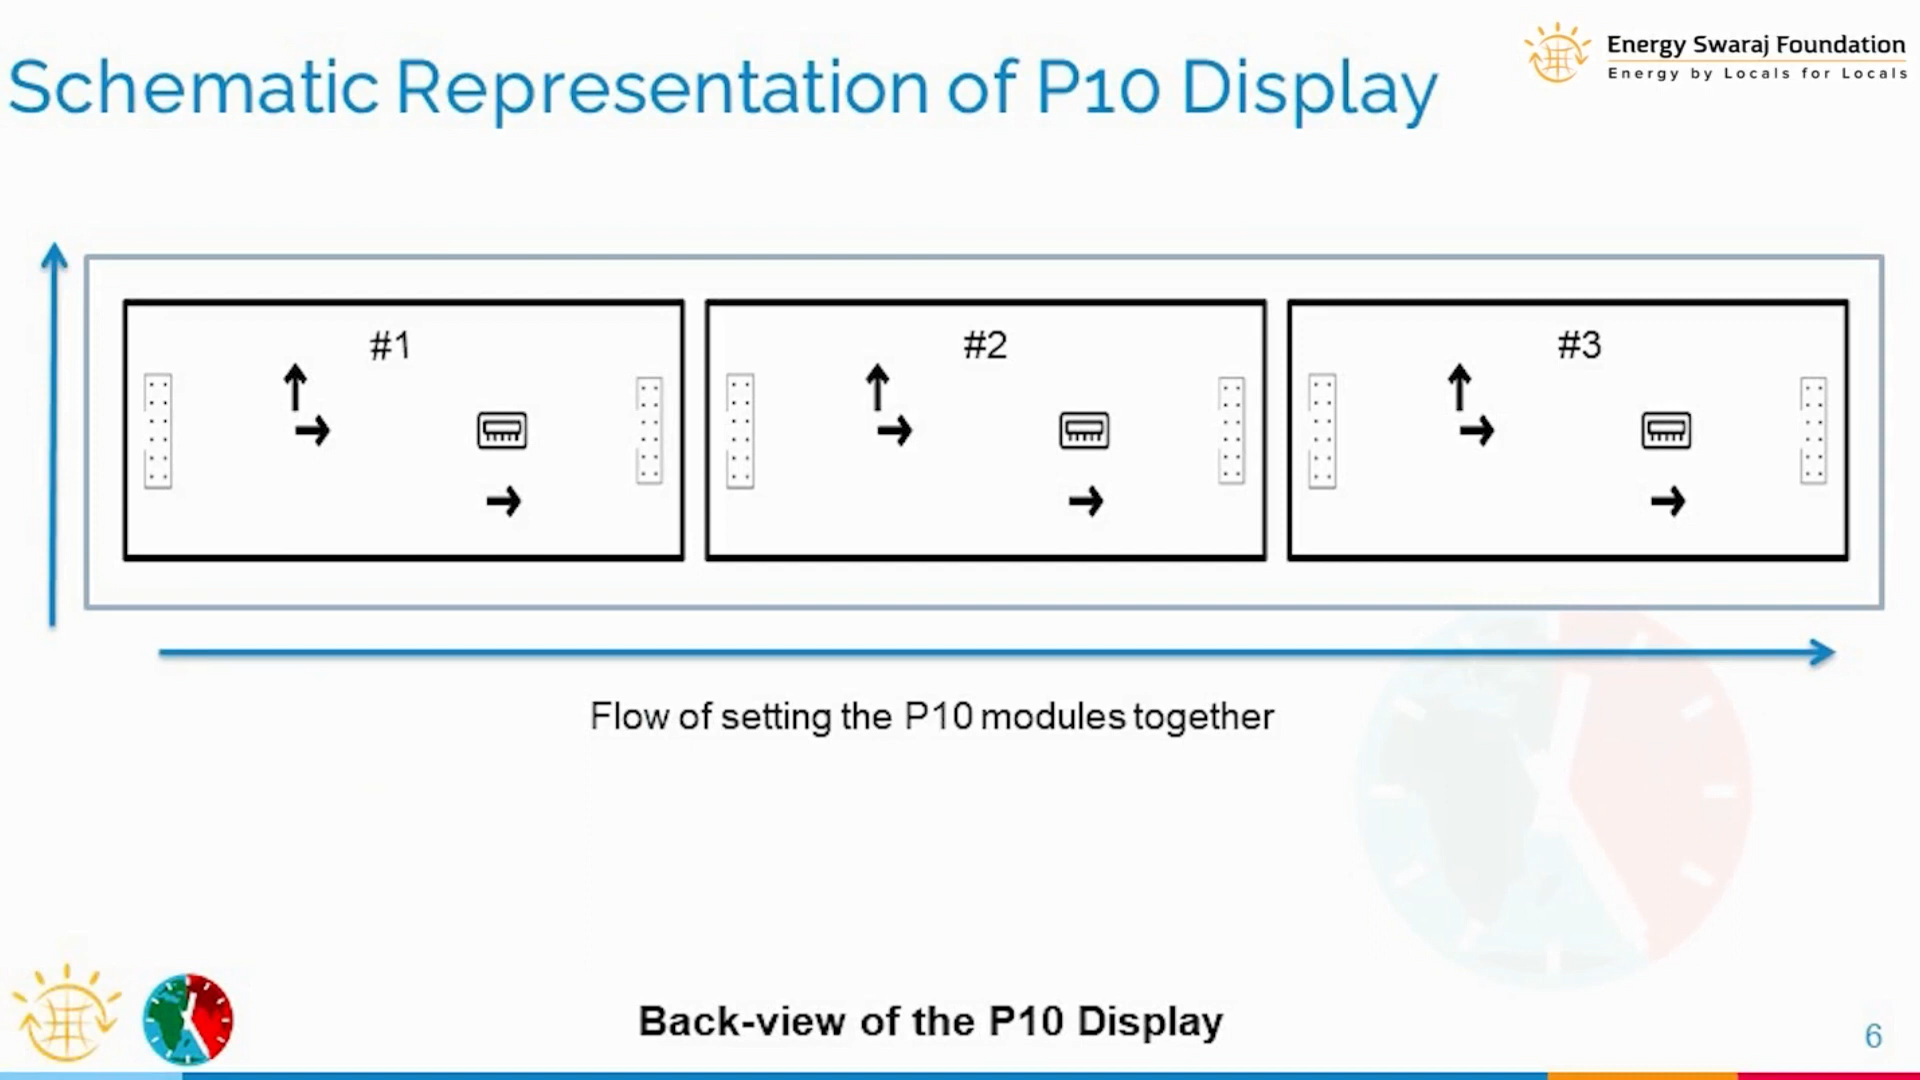 Schematic Representation of P10 Display
Energy Swaraj Foundation
Energy by Locals for Locals
#1
#2
#3
Flow of setting the P10 modules together
Back-view of the P10 Display
6